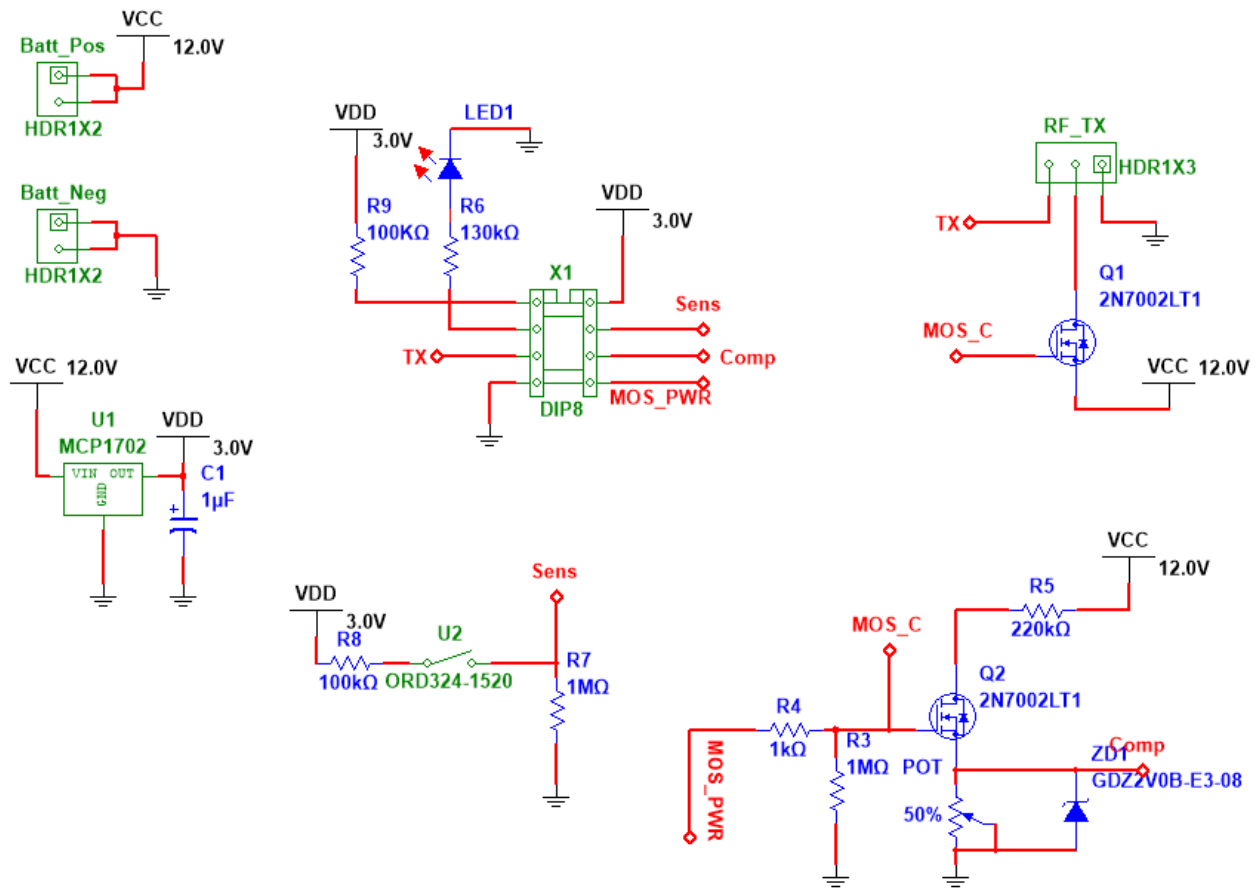 VCC
12.0V
Batt_Pos
HDR1X2
Batt_Neg
HDR1X2
VCC 12.0V
U1
MCP1702
VIN OUT
GND
VDD
3.0V
C1
1µF
+
VDD
3.0V
LED1
R9
100KΩ
R6
130kΩ
VDD
3.0V
X1
Sens
TX
Comp
MOS_PWR
DIP8
RF_TX
HDR1X3
TX
Q1
2N7002LT1
MOS_C
VCC 12.0V
VDD
3.0V
R8
100kΩ
U2
ORD324-1520
Sens
R7
1MΩ
VCC
12.0V
R5
220kΩ
MOS_C
Q2
2N7002LT1
R4
1kΩ
R3
1MΩ
MOS_PWR
POT
50%
Comp
ZD1
GDZ2V0B-E3-08